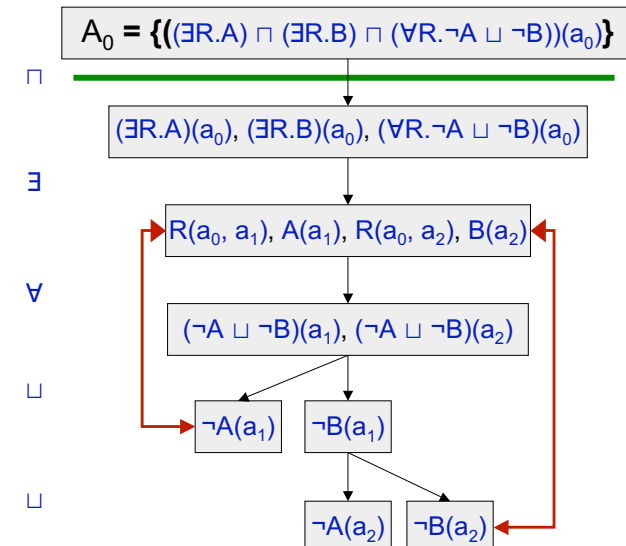 A₀ = {((∃R.A) ⊓ (∃R.B) ⊓ (∀R.¬A ⊔ ¬B))(a₀)}
⊓
(∃R.A)(a₀), (∃R.B)(a₀), (∀R.¬A ⊔ ¬B)(a₀)
∃
R(a₀, a₁), A(a₁), R(a₀, a₂), B(a₂)
∀
(¬A ⊔ ¬B)(a₁), (¬A ⊔ ¬B)(a₂)
⊔
¬A(a₁) ¬B(a₁)
⊔
¬A(a₂) ¬B(a₂)